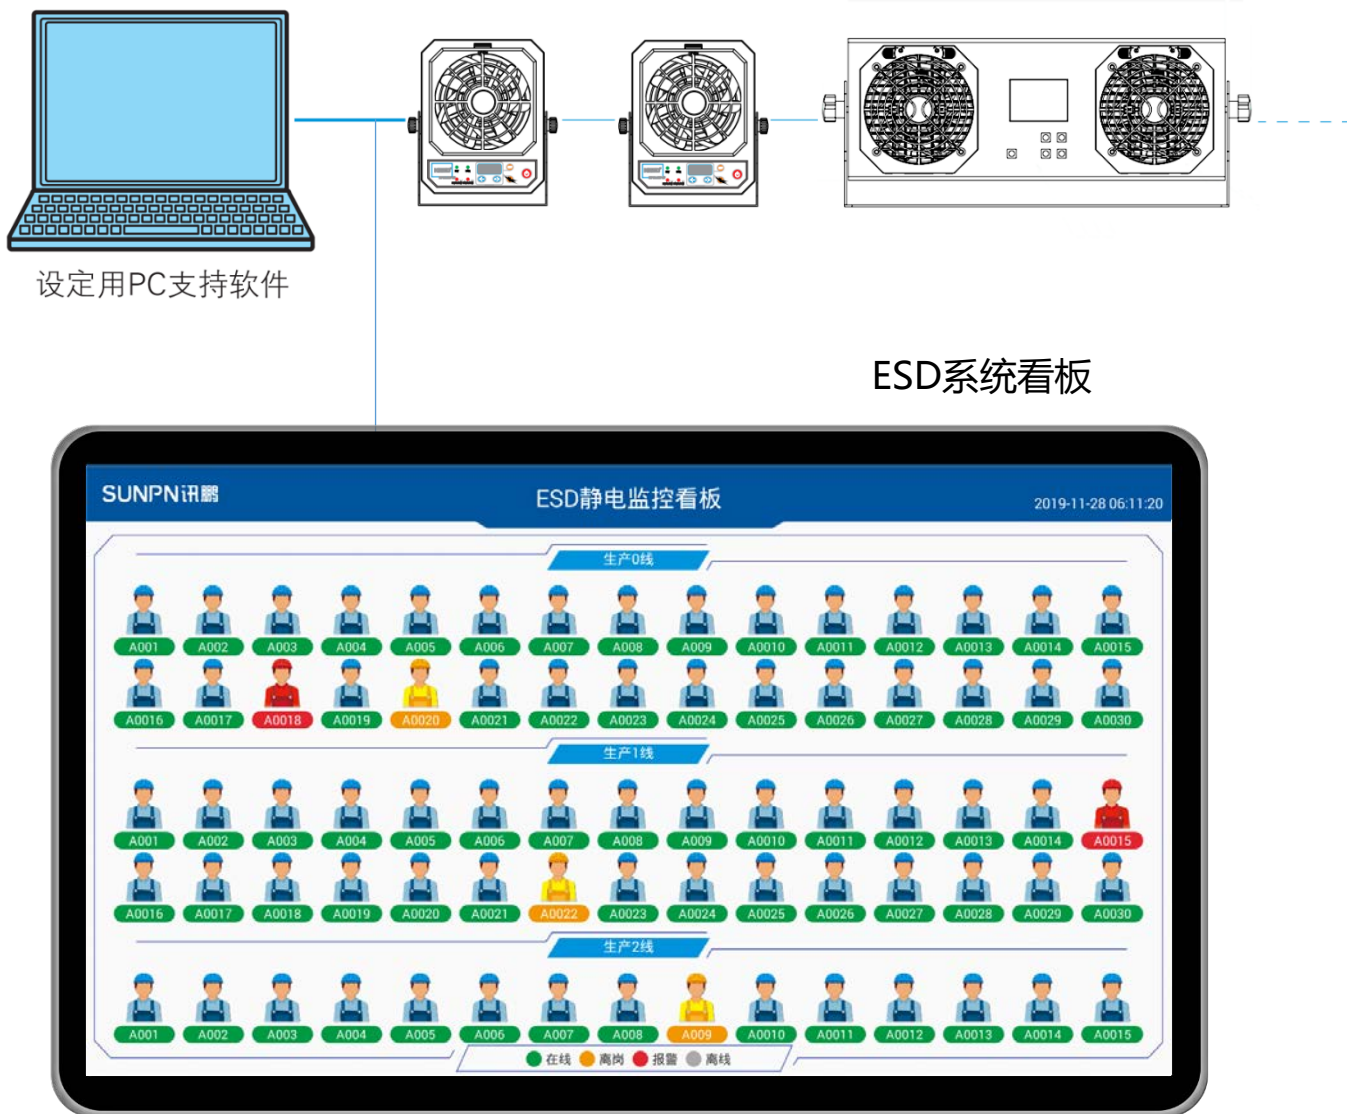 设定用PC支持软件
ESD系统看板
SUNPN讯鹏 ESD静电监控看板 2019-11-28 06:11:20
生产0线
A001 A002 A003 A004 A005 A006 A007 A008 A009 A0010 A0011 A0012 A0013 A0014 A0015
A0016 A0017 A0018 A0019 A0020 A0021 A0022 A0023 A0024 A0025 A0026 A0027 A0028 A0029 A0030
生产1线
A001 A002 A003 A004 A005 A006 A007 A008 A009 A0010 A0011 A0012 A0013 A0014 A0015
A0016 A0017 A0018 A0019 A0020 A0021 A0022 A0023 A0024 A0025 A0026 A0027 A0028 A0029 A0030
生产2线
A001 A002 A003 A004 A005 A006 A007 A008 A009 A0010 A0011 A0012 A0013 A0014 A0015
在线 离岗 报警 离线